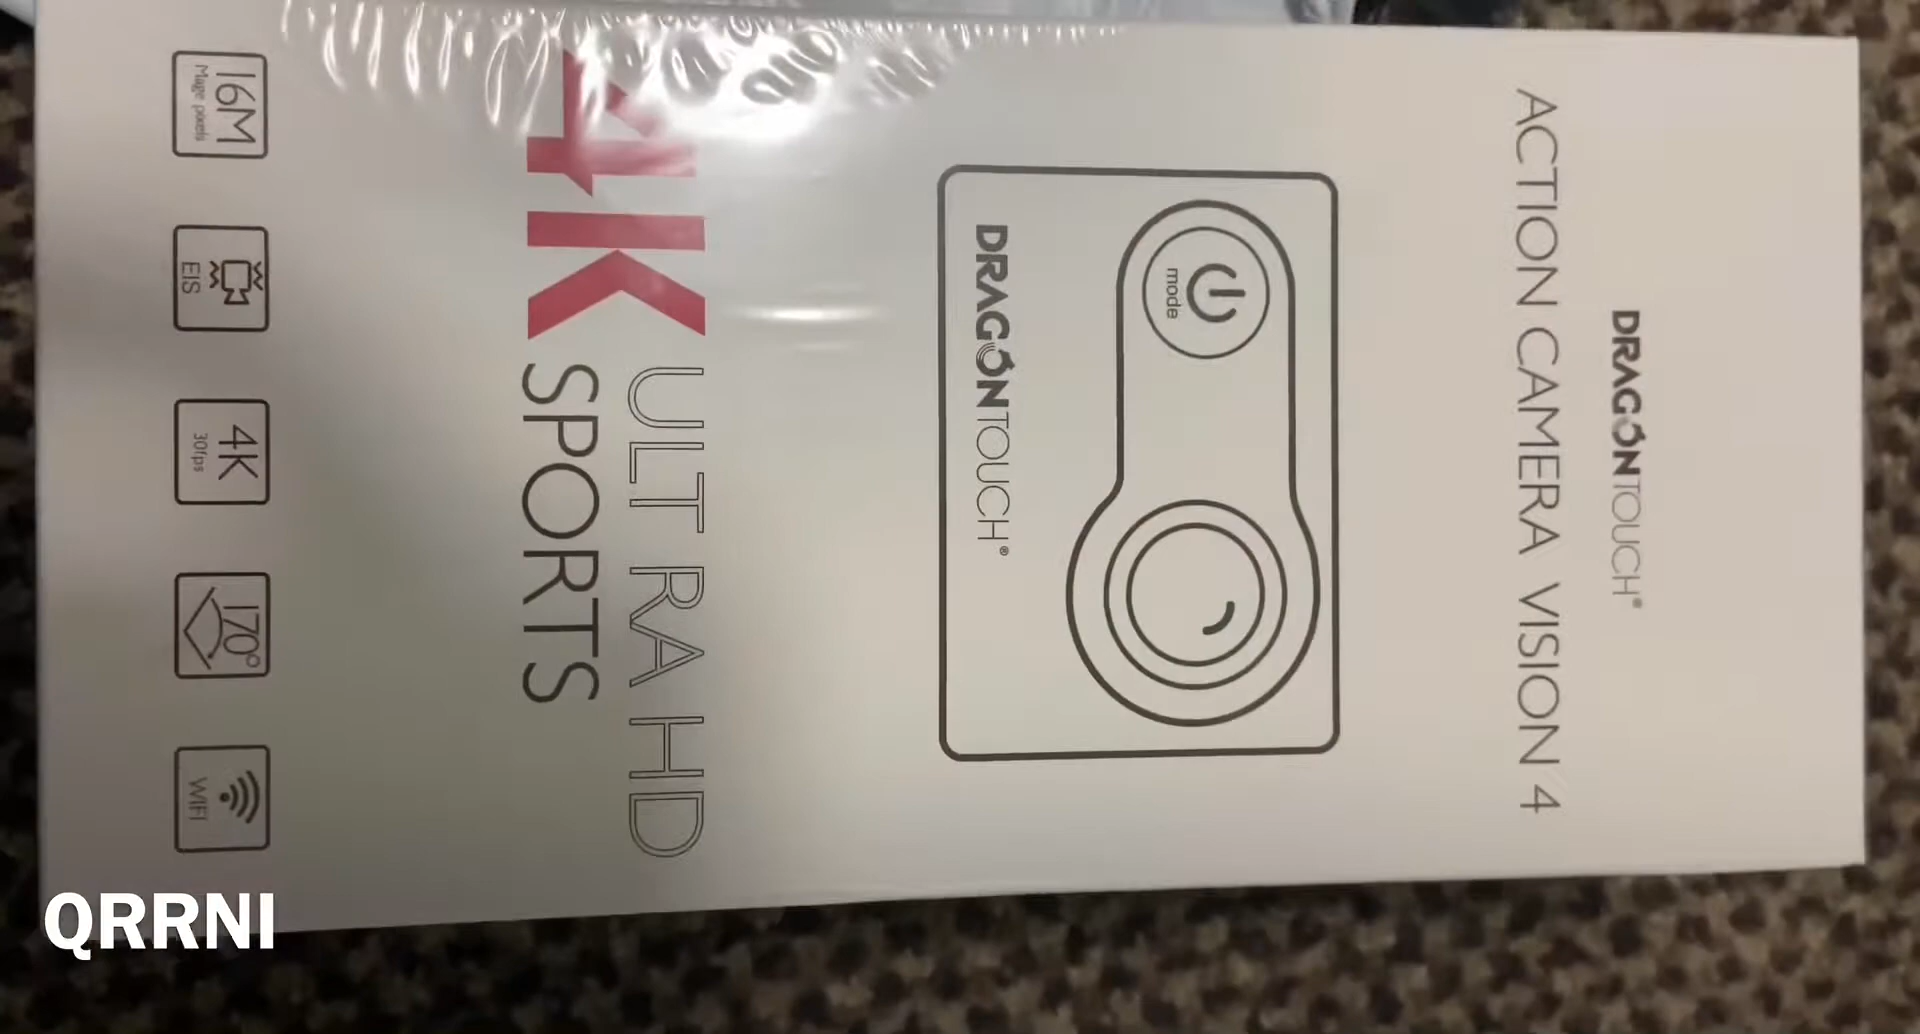 DRAGONTOUCH®
ACTION CAMERA VISION 4
mode
DRAGONTOUCH®
4K ULT RA HD
SPORTS
16M
Mage pixels
EIS
4K
30fps
170°
WIFI
QRRNI